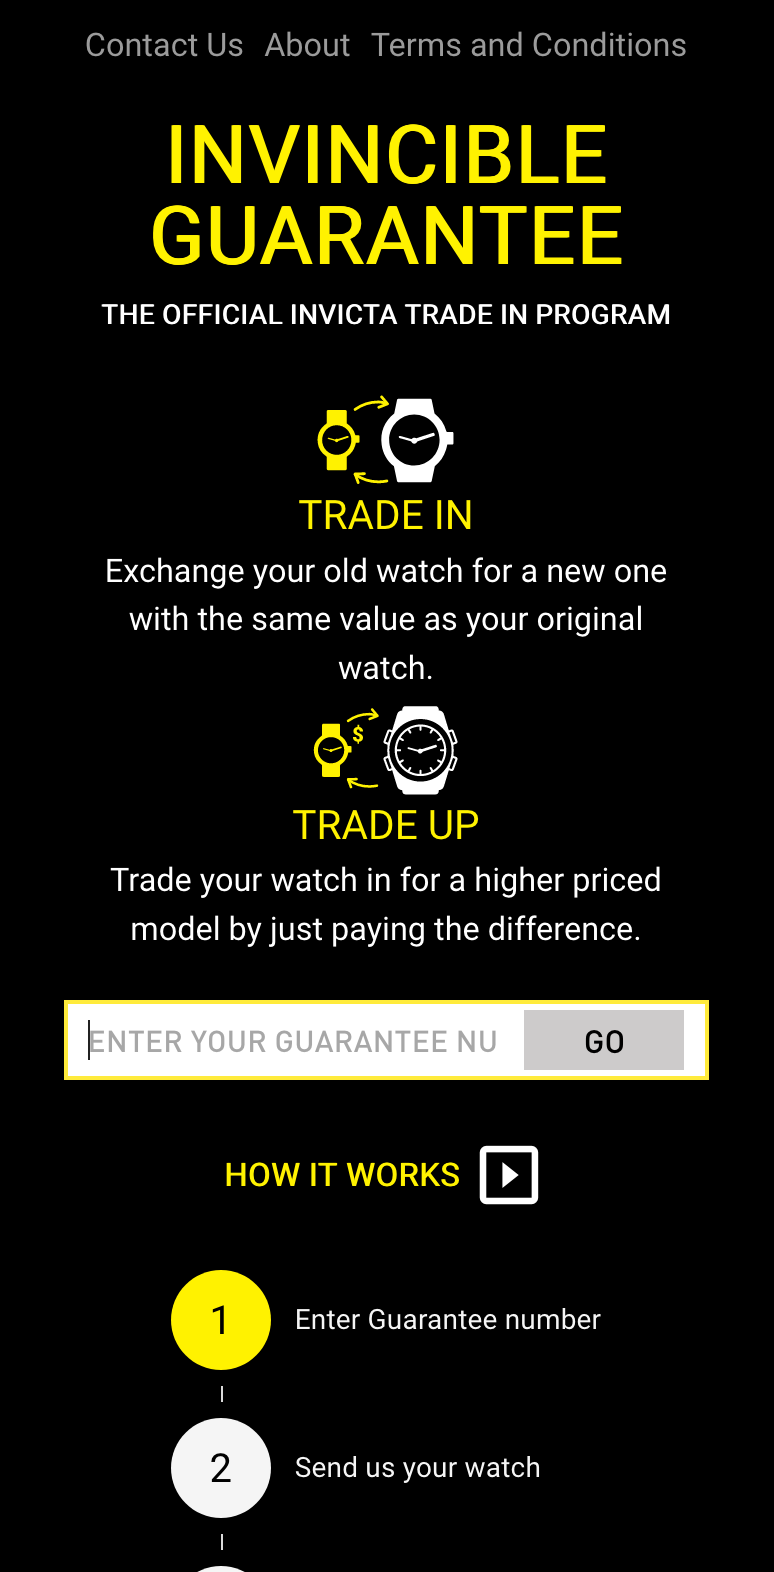 Contact Us About Terms and Conditions
INVINCIBLE
GUARANTEE
THE OFFICIAL INVICTA TRADE IN PROGRAM
TRADE IN
Exchange your old watch for a new one
with the same value as your original
watch.
$
TRADE UP
Trade your watch in for a higher priced
model by just paying the difference.
ENTER YOUR GUARANTEE NU GO
HOW IT WORKS
1 Enter Guarantee number
2 Send us your watch